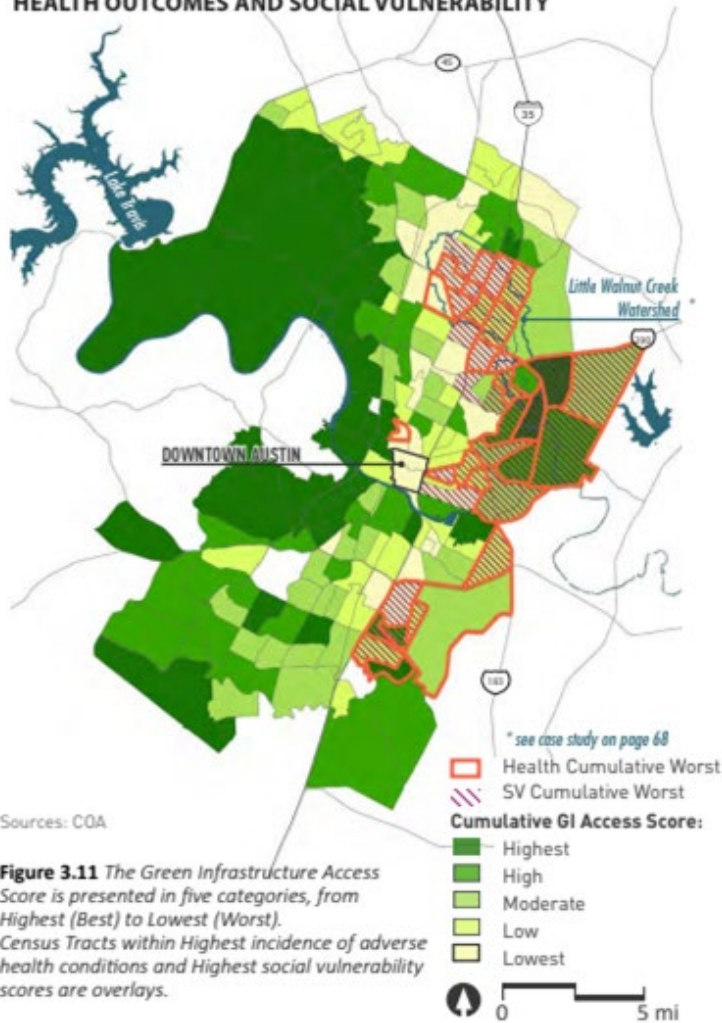 HEALTH OUTCOMES AND SOCIAL VULNERABILITY
45
35
Lake Travis
Little Walnut Creek
Watershed *
290
DOWNTOWN AUSTIN
183
* see case study on page 68
Health Cumulative Worst
SV Cumulative Worst
Sources: COA
Cumulative GI Access Score:
Highest
High
Moderate
Low
Lowest
Figure 3.11 The Green Infrastructure Access
Score is presented in five categories, from
Highest (Best) to Lowest (Worst).
Census Tracts within Highest incidence of adverse
health conditions and Highest social vulnerability
scores are overlays.
0 5 mi